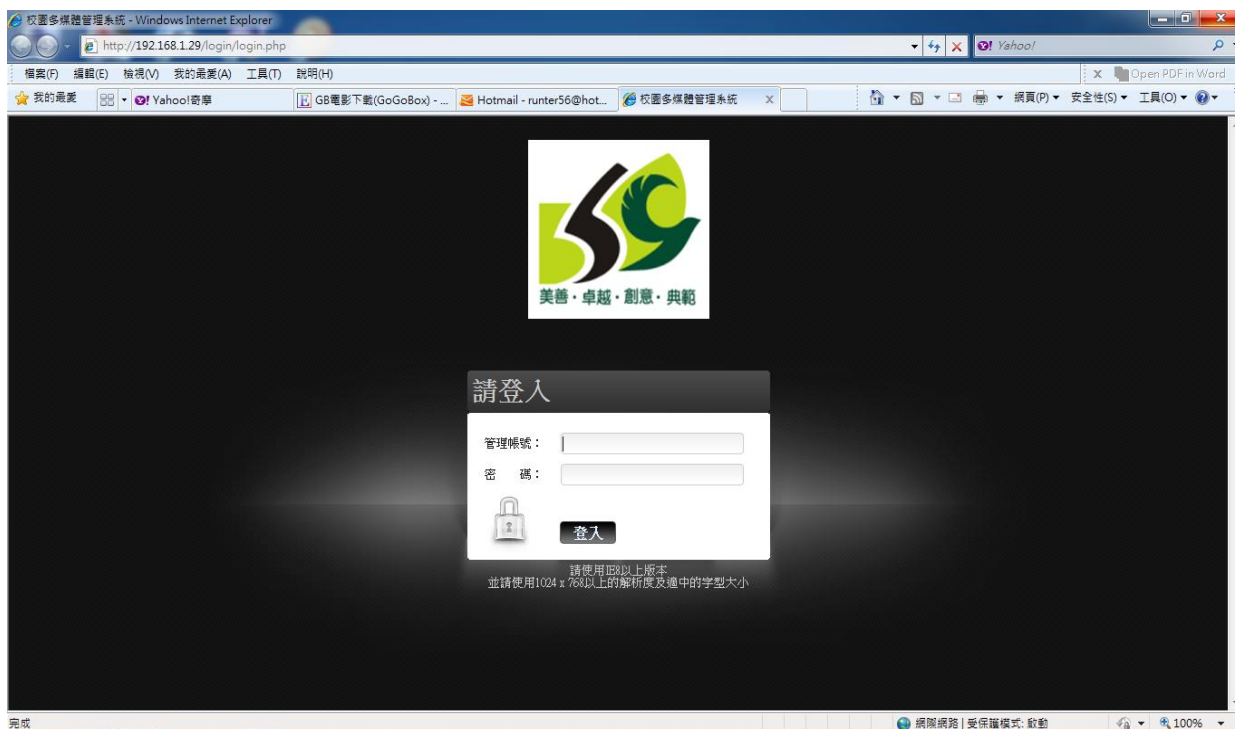 校園多媒體管理系統 - Windows Internet Explorer
http://192.168.1.29/login/login.php
Yahoo!
檔案(F) 編輯(E) 檢視(V) 我的最愛(A) 工具(T) 說明(H)
x Open PDF in Word
我的最愛
Yahoo!奇摩
GB電影下載(GoGoBox) - ...
Hotmail - runter56@hot...
校園多媒體管理系統 x
網頁(P) 安全性(S) 工具(O)
美善・卓越・創意・典範
請登入
管理帳號：
密 碼：
登入
請使用IE8以上版本
並請使用1024 x 768以上的解析度及適中的字型大小
完成
網際網路 | 受保護模式: 啟動
100%